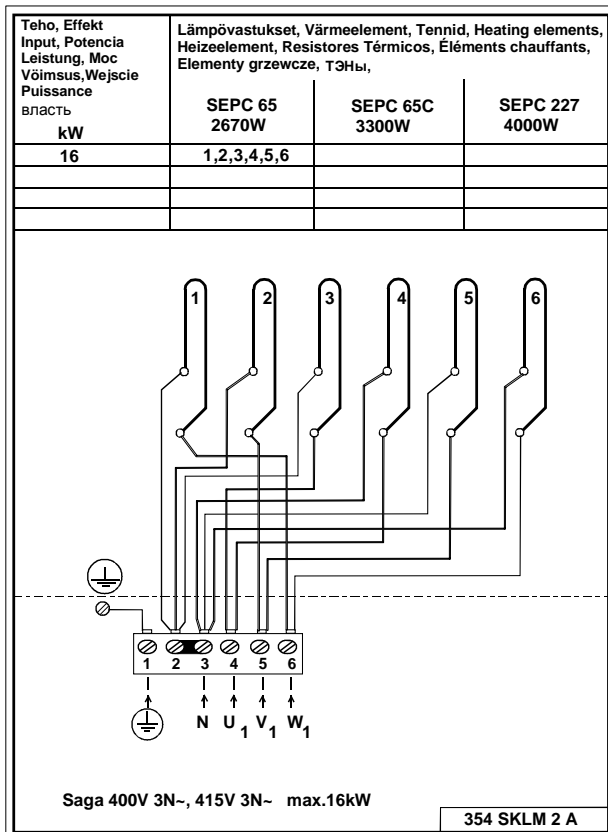 Teho, Effekt
Input, Potencia
Leistung, Moc
Vöimsus,Wejscie
Puissance
власть
kW
Lämpövastukset, Värmeelement, Tennid, Heating elements,
Heizeelement, Resistores Térmicos, Éléments chauffants,
Elementy grzewcze, ТЭНы,
SEPC 65
2670W
SEPC 65C
3300W
SEPC 227
4000W
16
1,2,3,4,5,6
1 2 3 4 5 6
1 2 3 4 5 6
N U1 V1 W1
Saga 400V 3N~, 415V 3N~ max.16kW
354 SKLM 2 A